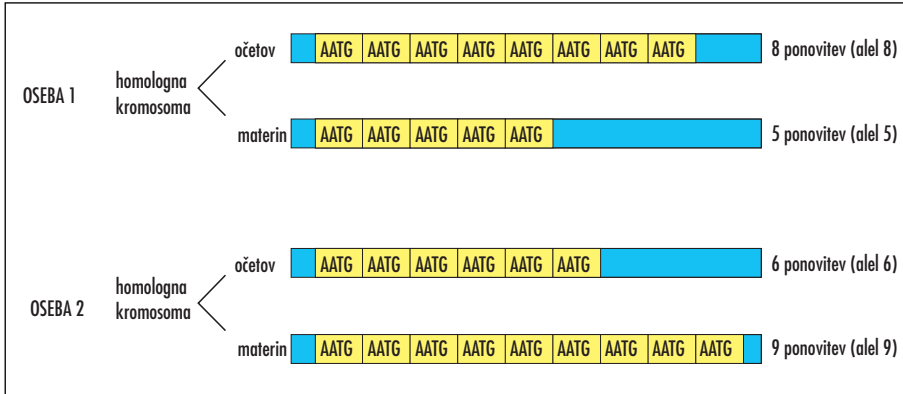 očetov AATG AATG AATG AATG AATG AATG AATG AATG 8 ponovitev (alel 8)
OSEBA 1
homologna
kromosoma
materin AATG AATG AATG AATG AATG 5 ponovitev (alel 5)
očetov AATG AATG AATG AATG AATG AATG 6 ponovitev (alel 6)
OSEBA 2
homologna
kromosoma
materin AATG AATG AATG AATG AATG AATG AATG AATG AATG 9 ponovitev (alel 9)